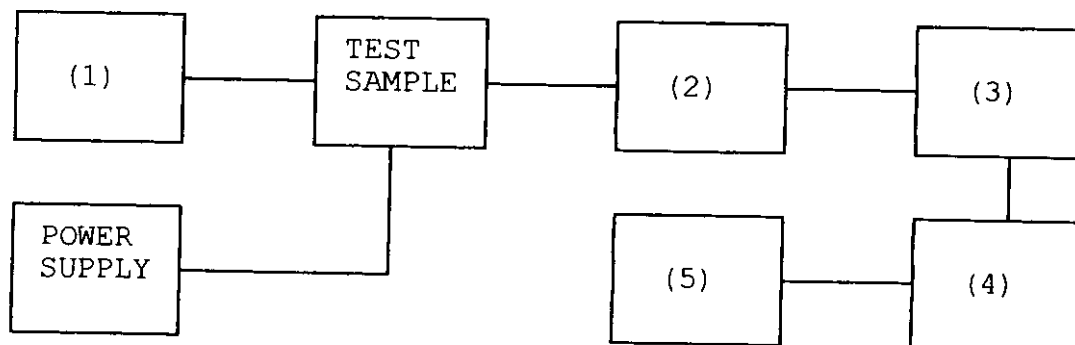 (1)
TEST
SAMPLE
(2)
(3)
POWER
SUPPLY
(5)
(4)